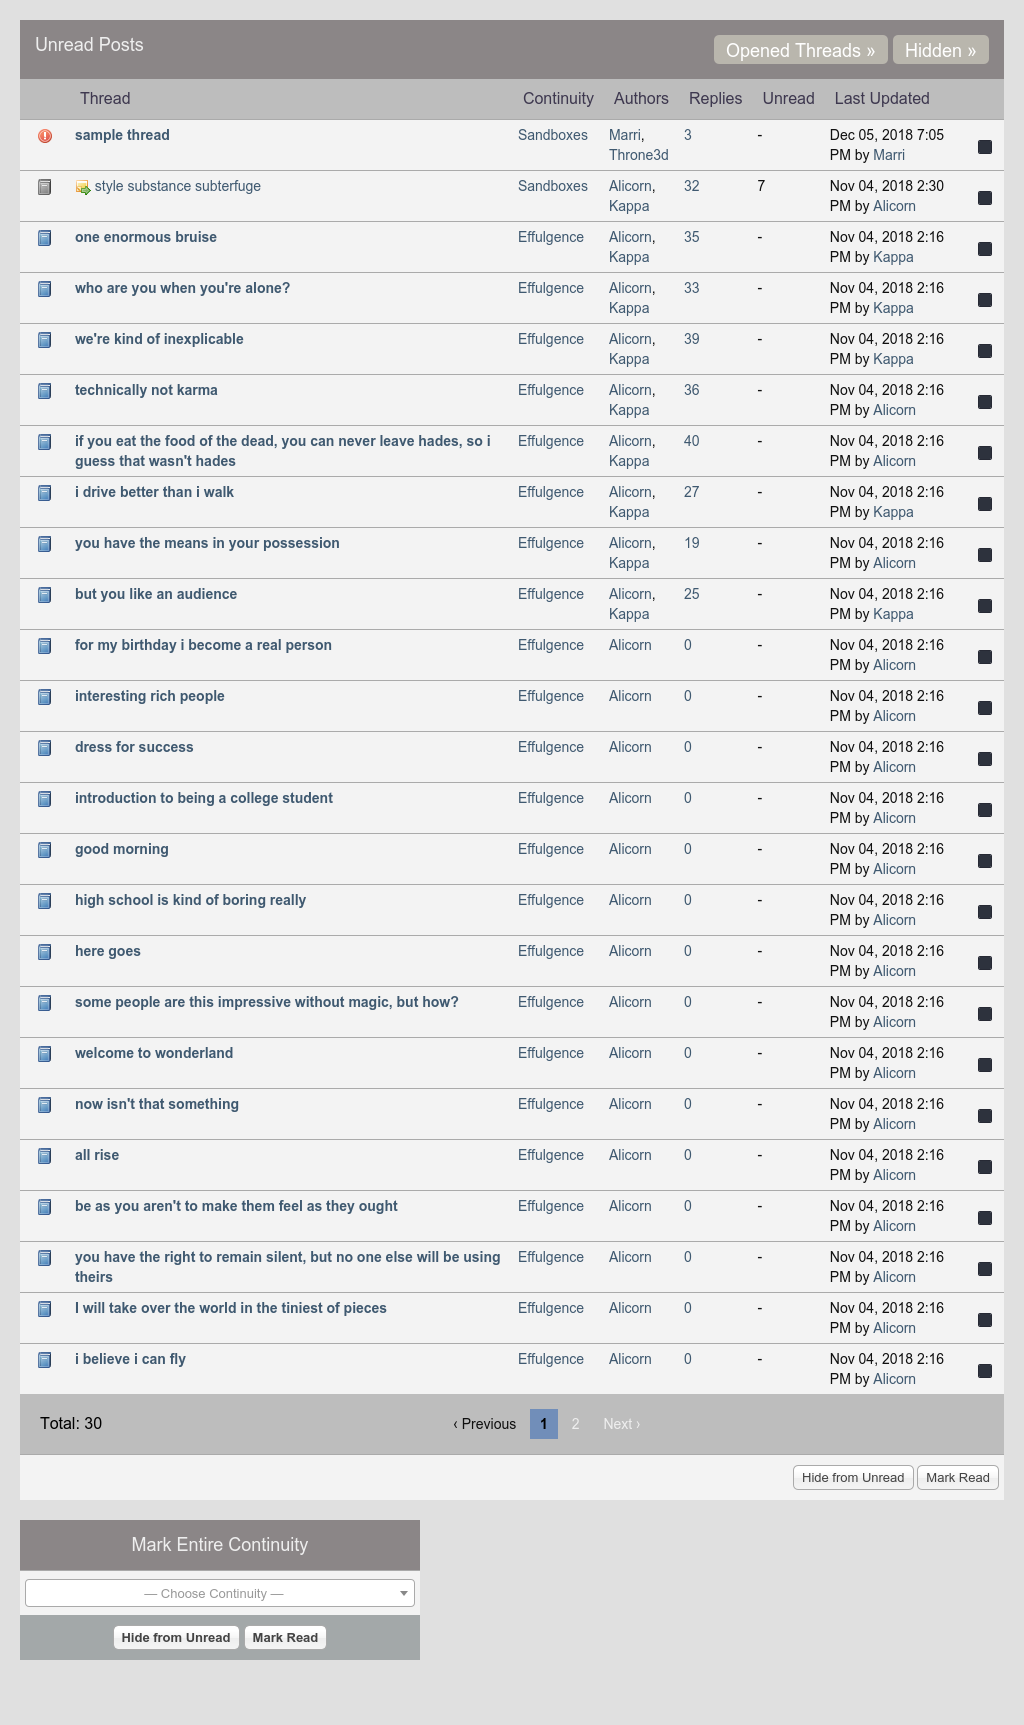 Unread Posts
Opened Threads » Hidden »
Thread Continuity Authors Replies Unread Last Updated
sample thread Sandboxes Marri, 3 - Dec 05, 2018 7:05
Throne3d PM by Marri
style substance subterfuge Sandboxes Alicorn, 32 7 Nov 04, 2018 2:30
Kappa PM by Alicorn
one enormous bruise Effulgence Alicorn, 35 - Nov 04, 2018 2:16
Kappa PM by Kappa
who are you when you're alone? Effulgence Alicorn, 33 - Nov 04, 2018 2:16
Kappa PM by Kappa
we're kind of inexplicable Effulgence Alicorn, 39 - Nov 04, 2018 2:16
Kappa PM by Kappa
technically not karma Effulgence Alicorn, 36 - Nov 04, 2018 2:16
Kappa PM by Alicorn
if you eat the food of the dead, you can never leave hades, so i Effulgence Alicorn, 40 - Nov 04, 2018 2:16
guess that wasn't hades Kappa PM by Alicorn
i drive better than i walk Effulgence Alicorn, 27 - Nov 04, 2018 2:16
Kappa PM by Kappa
you have the means in your possession Effulgence Alicorn, 19 - Nov 04, 2018 2:16
Kappa PM by Alicorn
but you like an audience Effulgence Alicorn, 25 - Nov 04, 2018 2:16
Kappa PM by Kappa
for my birthday i become a real person Effulgence Alicorn 0 - Nov 04, 2018 2:16
PM by Alicorn
interesting rich people Effulgence Alicorn 0 - Nov 04, 2018 2:16
PM by Alicorn
dress for success Effulgence Alicorn 0 - Nov 04, 2018 2:16
PM by Alicorn
introduction to being a college student Effulgence Alicorn 0 - Nov 04, 2018 2:16
PM by Alicorn
good morning Effulgence Alicorn 0 - Nov 04, 2018 2:16
PM by Alicorn
high school is kind of boring really Effulgence Alicorn 0 - Nov 04, 2018 2:16
PM by Alicorn
here goes Effulgence Alicorn 0 - Nov 04, 2018 2:16
PM by Alicorn
some people are this impressive without magic, but how? Effulgence Alicorn 0 - Nov 04, 2018 2:16
PM by Alicorn
welcome to wonderland Effulgence Alicorn 0 - Nov 04, 2018 2:16
PM by Alicorn
now isn't that something Effulgence Alicorn 0 - Nov 04, 2018 2:16
PM by Alicorn
all rise Effulgence Alicorn 0 - Nov 04, 2018 2:16
PM by Alicorn
be as you aren't to make them feel as they ought Effulgence Alicorn 0 - Nov 04, 2018 2:16
PM by Alicorn
you have the right to remain silent, but no one else will be using Effulgence Alicorn 0 - Nov 04, 2018 2:16
theirs PM by Alicorn
I will take over the world in the tiniest of pieces Effulgence Alicorn 0 - Nov 04, 2018 2:16
PM by Alicorn
i believe i can fly Effulgence Alicorn 0 - Nov 04, 2018 2:16
PM by Alicorn
Total: 30 ‹ Previous 1 2 Next ›
Hide from Unread Mark Read
Mark Entire Continuity
— Choose Continuity —
Hide from Unread Mark Read